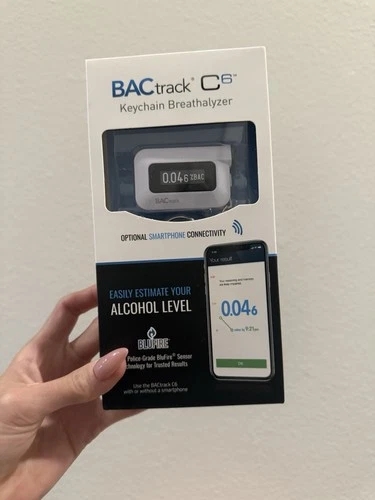 BACtrack® C6™
Keychain Breathalyzer
0.046 %BAC
BACtrack
OPTIONAL SMARTPHONE CONNECTIVITY
Your result
0.046
EASILY ESTIMATE YOUR
ALCOHOL LEVEL
BLUFIRE
Police-Grade BluFire® Sensor
Technology for Trusted Results
Use the BACtrack C6
with or without a smartphone